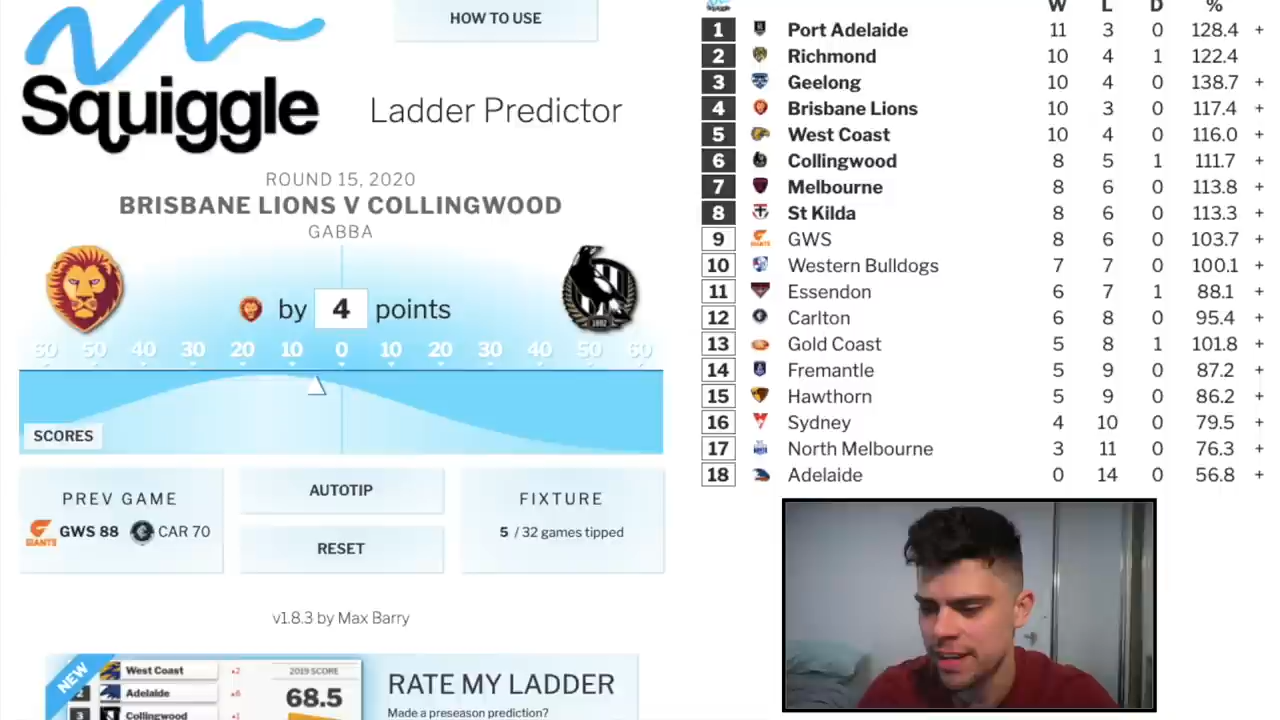 HOW TO USE
Squiggle
Ladder Predictor
ROUND 15, 2020
BRISBANE LIONS V COLLINGWOOD
GABBA
by 4 points
60 50 40 30 20 10 0 10 20 30 40 50 60
SCORES
PREV GAME
GWS 88 CAR 70
AUTOTIP
RESET
FIXTURE
5 / 32 games tipped
v1.8.3 by Max Barry
NEW
West Coast +2
Adelaide +6
3 Collingwood +1
2019 SCORE
68.5
RATE MY LADDER
Made a preseason prediction?
Squiggle W L D %
1 Port Adelaide 11 3 0 128.4 +
2 Richmond 10 4 1 122.4
3 Geelong 10 4 0 138.7 +
4 Brisbane Lions 10 3 0 117.4 +
5 West Coast 10 4 0 116.0 +
6 Collingwood 8 5 1 111.7 +
7 Melbourne 8 6 0 113.8 +
8 St Kilda 8 6 0 113.3 +
9 GWS 8 6 0 103.7 +
10 Western Bulldogs 7 7 0 100.1 +
11 Essendon 6 7 1 88.1 +
12 Carlton 6 8 0 95.4 +
13 Gold Coast 5 8 1 101.8 +
14 Fremantle 5 9 0 87.2 +
15 Hawthorn 5 9 0 86.2 +
16 Sydney 4 10 0 79.5 +
17 North Melbourne 3 11 0 76.3 +
18 Adelaide 0 14 0 56.8 +